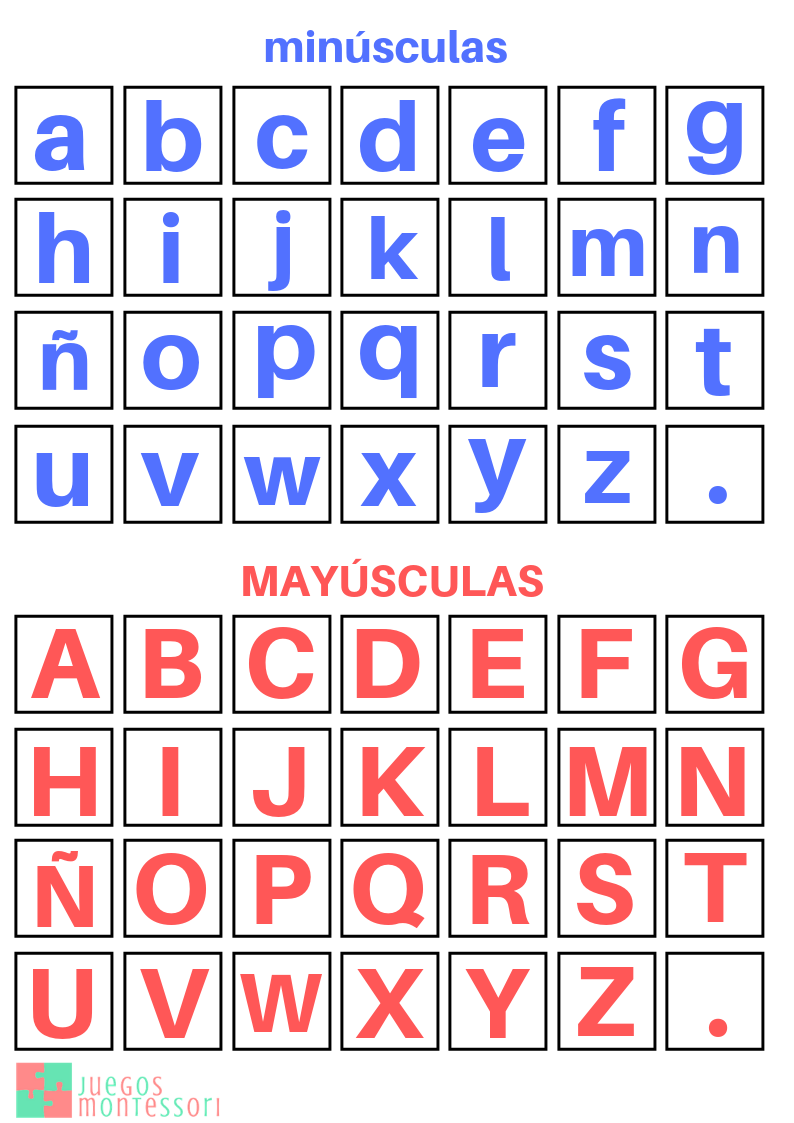 minúsculas
a b c d e f g
h i j k l m n
ñ o p q r s t
u v w x y z .
MAYÚSCULAS
A B C D E F G
H I J K L M N
Ñ O P Q R S T
U V W X Y Z .
JUEGOS
MONTESSORI